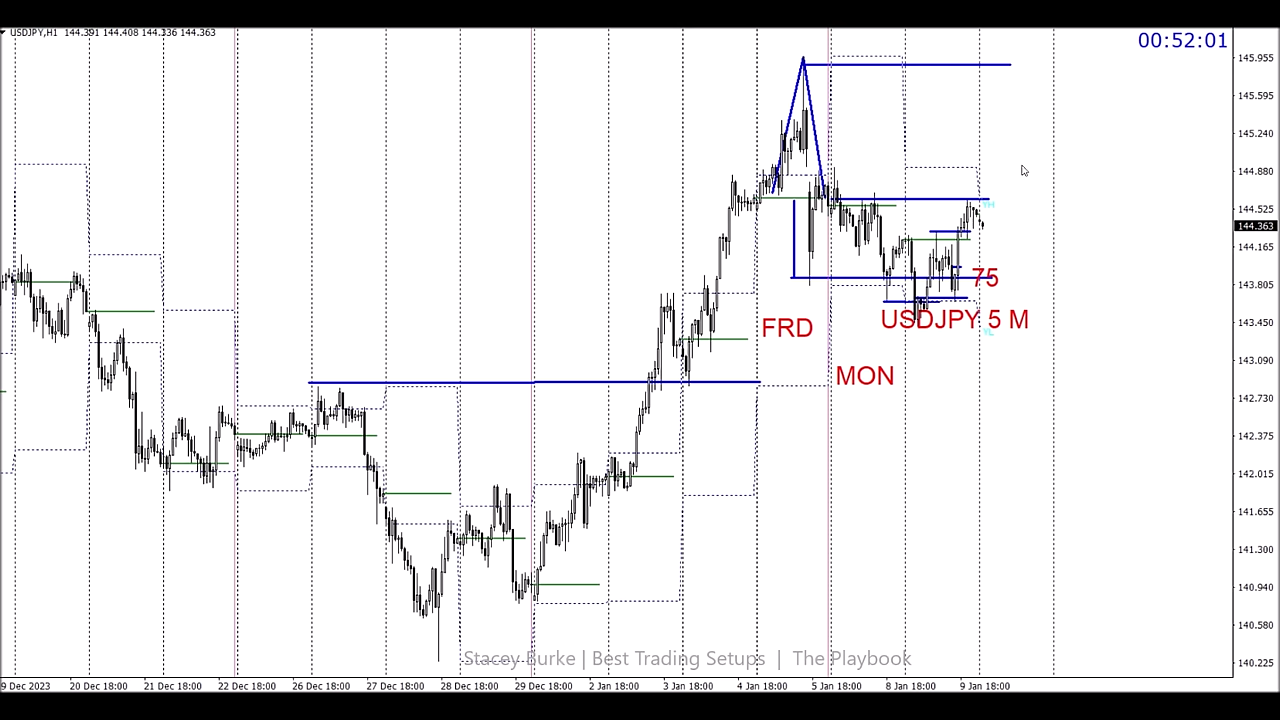 USDJPY,H1 144.391 144.408 144.336 144.363
00:52:01
145.955
145.595
145.240
144.880
144.525
144.363
144.165
143.805
143.450
143.090
142.730
142.375
142.015
141.655
141.300
140.940
140.580
140.225
YH
75
USDJPY 5 M
YL
FRD
MON
Stacey Burke | Best Trading Setups | The Playbook
9 Dec 2023
20 Dec 18:00
21 Dec 18:00
22 Dec 18:00
26 Dec 18:00
27 Dec 18:00
28 Dec 18:00
29 Dec 18:00
2 Jan 18:00
3 Jan 18:00
4 Jan 18:00
5 Jan 18:00
8 Jan 18:00
9 Jan 18:00